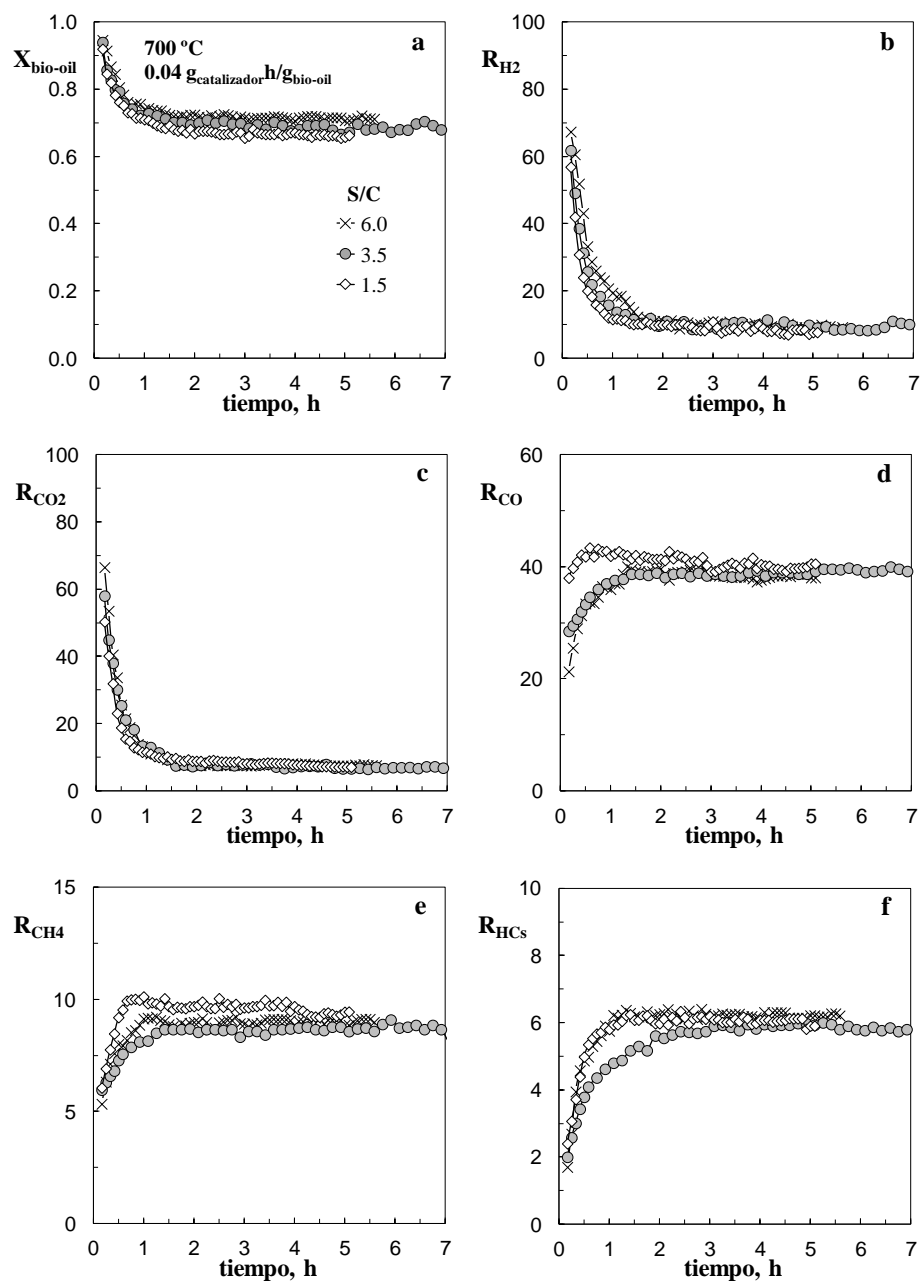 a
X_bio-oil
700 ºC
0.04 g_catalizador h/g_bio-oil
1.0
0.8
0.6
0.4
0.2
0.0
S/C
6.0
3.5
1.5
0 1 2 3 4 5 6 7
tiempo, h
b
R_H2
100
80
60
40
20
0
0 1 2 3 4 5 6 7
tiempo, h
c
R_CO2
100
80
60
40
20
0
0 1 2 3 4 5 6 7
tiempo, h
d
R_CO
60
40
20
0
0 1 2 3 4 5 6 7
tiempo, h
e
R_CH4
15
10
5
0
0 1 2 3 4 5 6 7
tiempo, h
f
R_HCs
10
8
6
4
2
0
0 1 2 3 4 5 6 7
tiempo, h